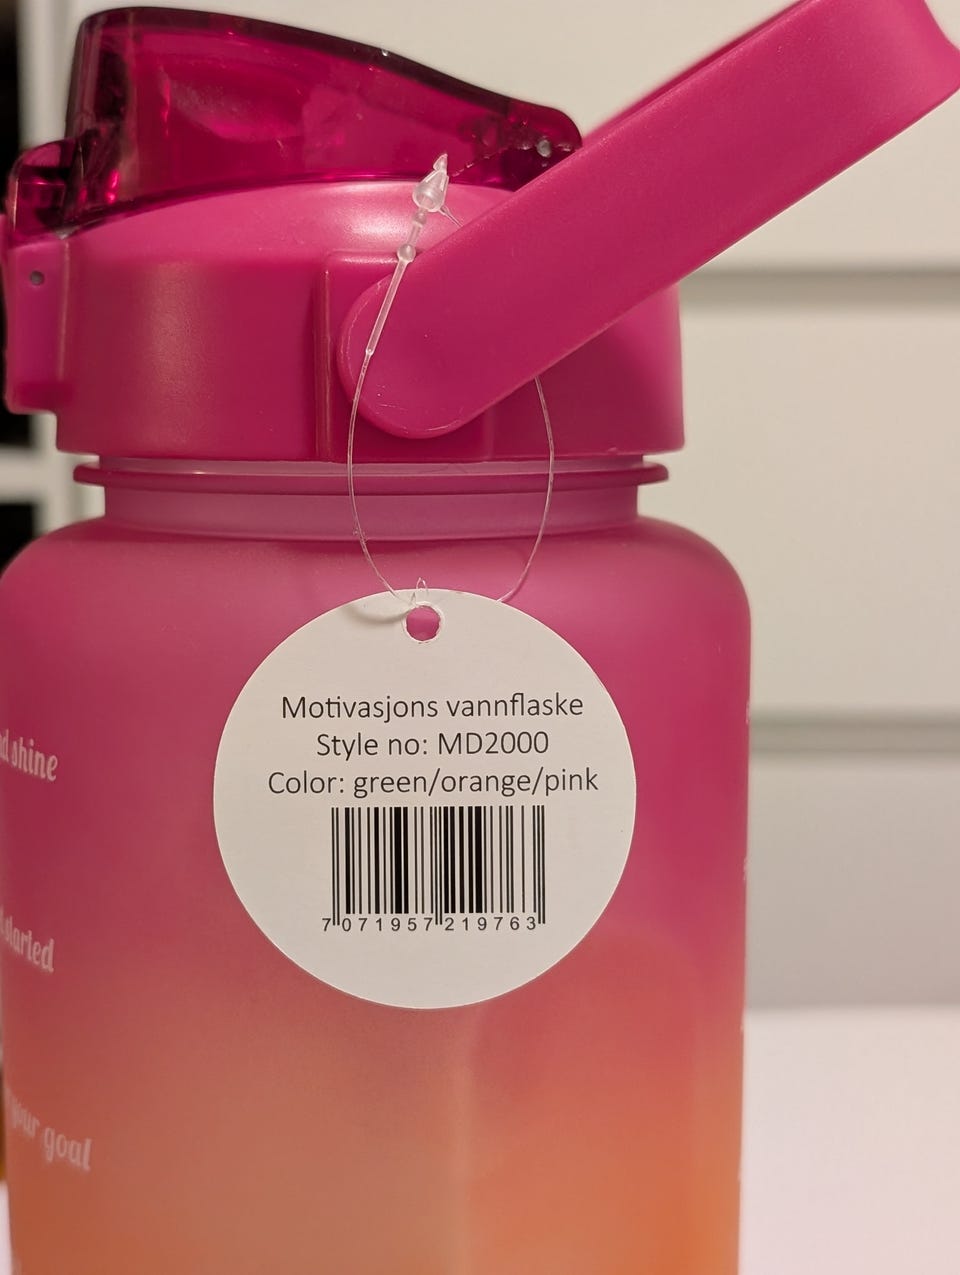 Motivasjons vannflaske
Style no: MD2000
Color: green/orange/pink
7071957219763
shine
started
your goal